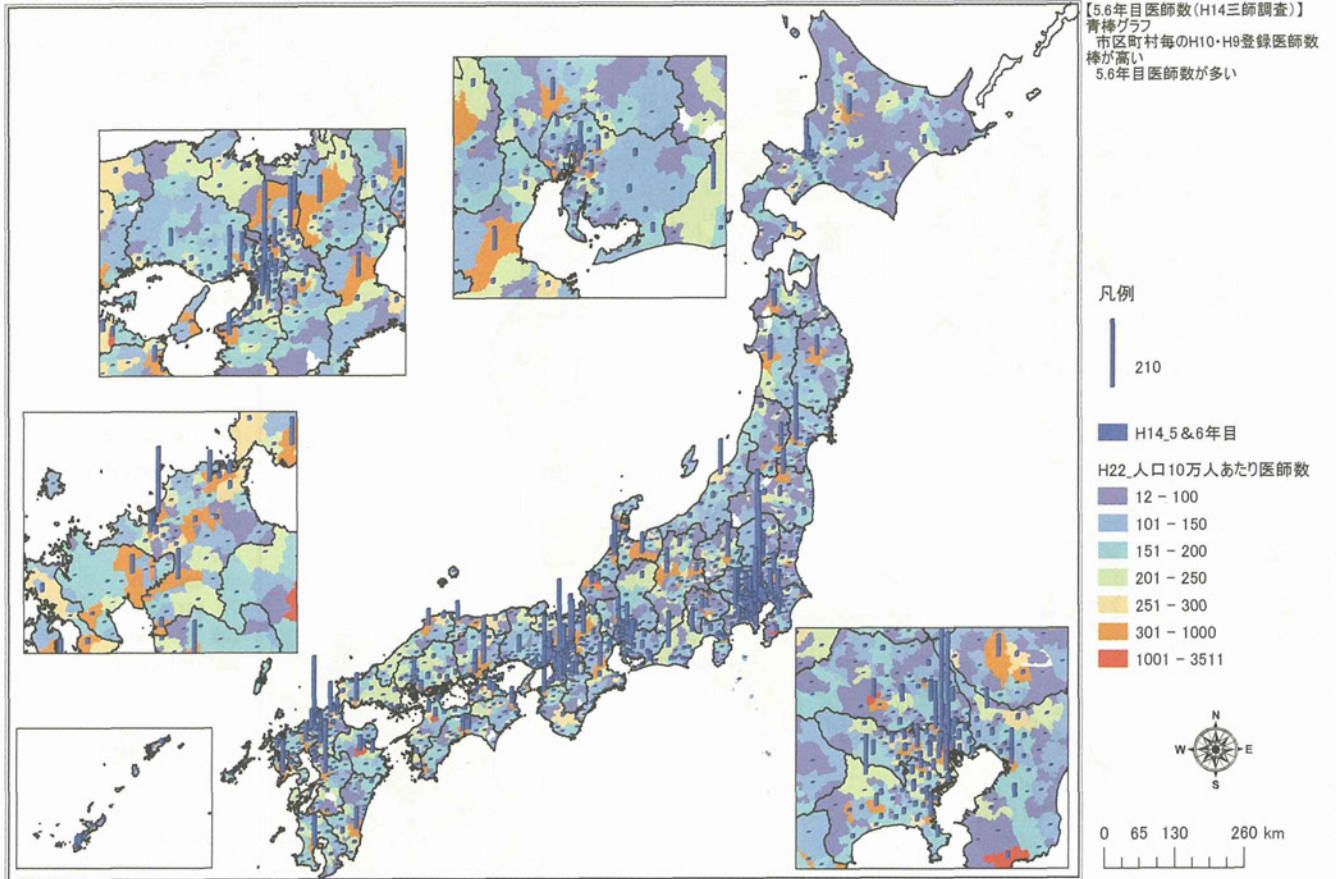 【5.6年目医師数(H14三師調査)】
青棒グラフ
市区町村毎のH10・H9登録医師数
棒が高い
5.6年目医師数が多い
凡例
210
H14_5&6年目
H22_人口10万人あたり医師数
12 - 100
101 - 150
151 - 200
201 - 250
251 - 300
301 - 1000
1001 - 3511
N
W
E
S
0 65 130 260 km